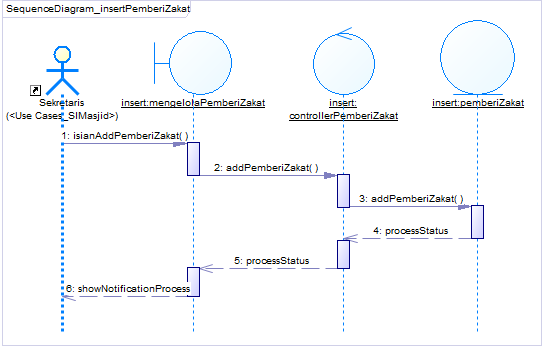 SequenceDiagram_insertPemberiZakat
Sekretaris
(<Use Cases_SIMasjid>)
insert:mengelolaPemberiZakat
insert:
controllerPemberiZakat
insert:pemberiZakat
1: isianAddPemberiZakat( )
2: addPemberiZakat( )
3: addPemberiZakat( )
4: processStatus
5: processStatus
6: showNotificationProcess